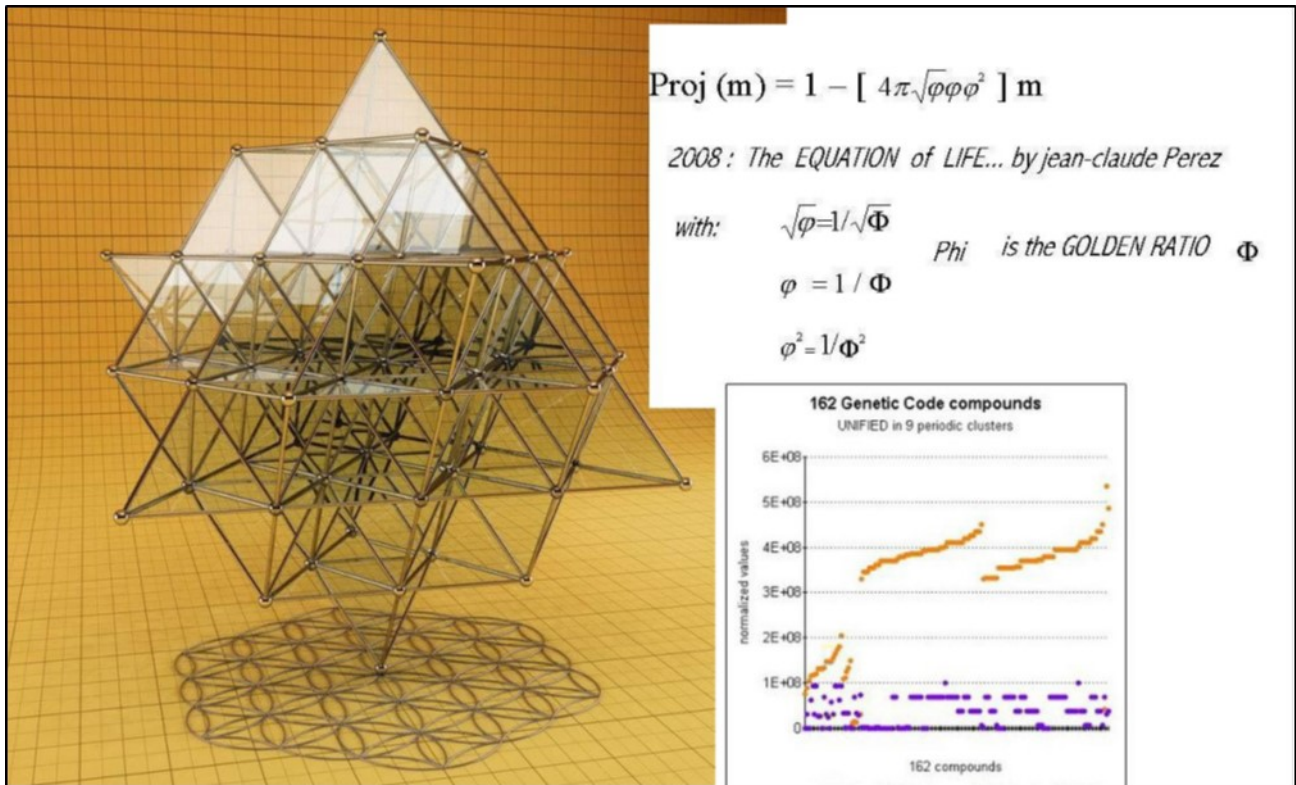 Proj (m) = 1 – [ 4π√φφφ² ] m
2008 : The EQUATION of LIFE... by jean-claude Perez
with:
√φ=1/√Φ
Phi is the GOLDEN RATIO Φ
φ = 1 / Φ
φ²= 1/Φ²
162 Genetic Code compounds
UNIFIED in 9 periodic clusters
6E+08
5E+08
4E+08
3E+08
2E+08
1E+08
0
normalized values
162 compounds